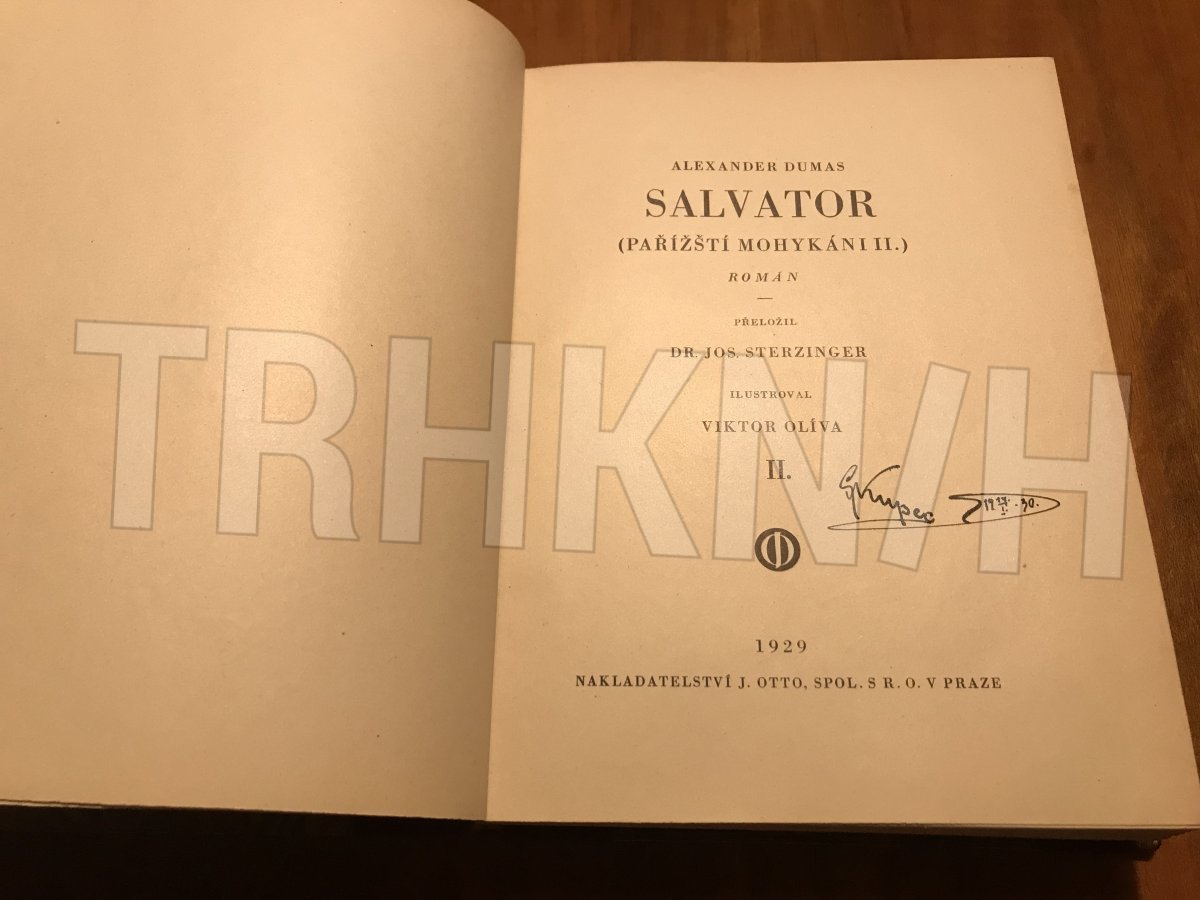 ALEXANDER DUMAS
SALVATOR
(PAŘÍŽŠTÍ MOHYKÁNI II.)
ROMÁN
PŘELOŽIL
DR. JOS. STERZINGER
ILUSTROVAL
VIKTOR OLÍVA
II.
1929
NAKLADATELSTVÍ J. OTTO, SPOL. S R. O. V PRAZE
TRHKNIH